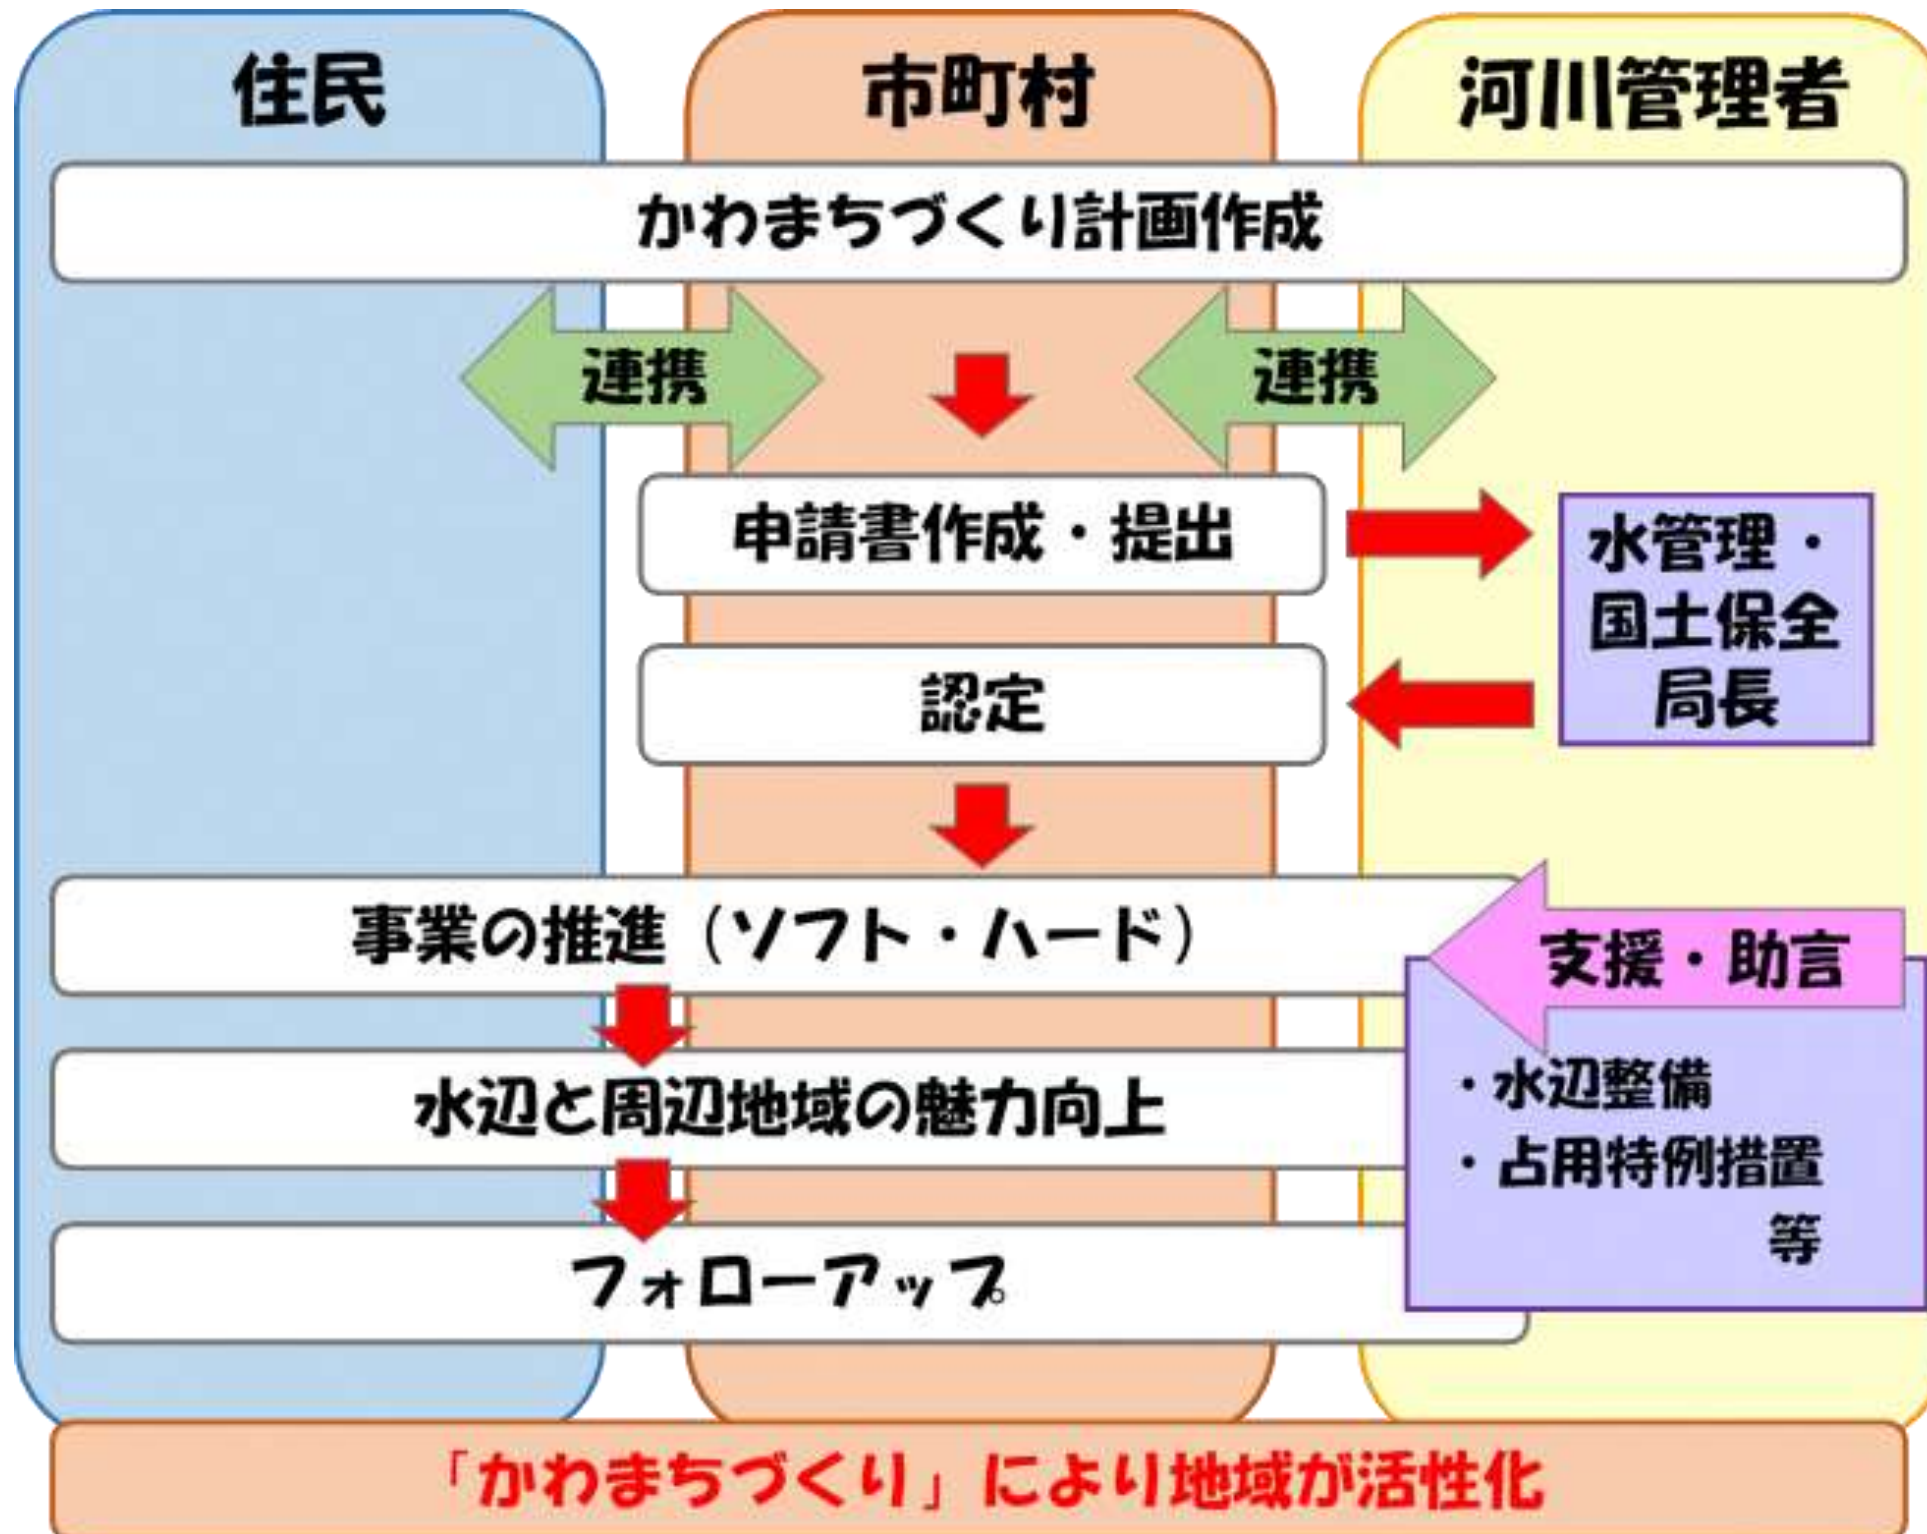 住民
市町村
河川管理者
かわまちづくり計画作成
連携
連携
申請書作成・提出
水管理・
国土保全
局長
認定
事業の推進（ソフト・ハード）
支援・助言
水辺と周辺地域の魅力向上
・水辺整備
・占用特例措置
等
フォローアップ
「かわまちづくり」により地域が活性化